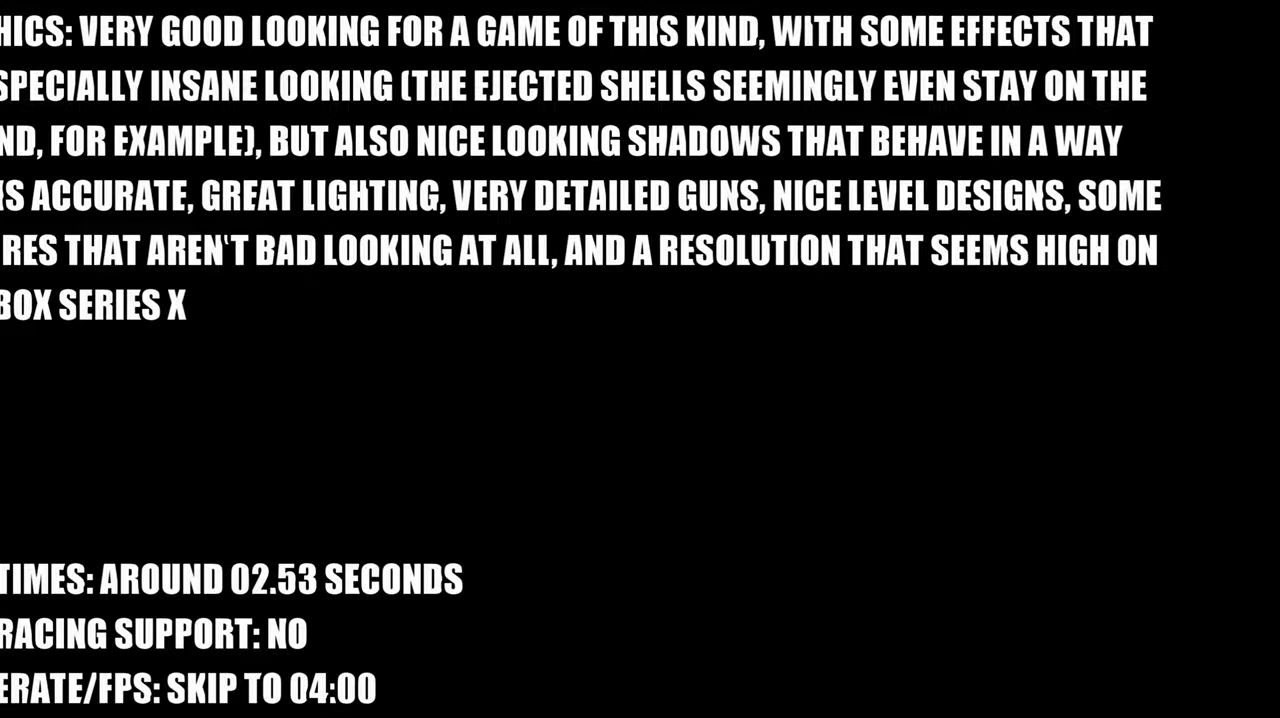 HICS: VERY GOOD LOOKING FOR A GAME OF THIS KIND, WITH SOME EFFECTS THAT
SPECIALLY INSANE LOOKING (THE EJECTED SHELLS SEEMINGLY EVEN STAY ON THE
ND, FOR EXAMPLE), BUT ALSO NICE LOOKING SHADOWS THAT BEHAVE IN A WAY
KS ACCURATE, GREAT LIGHTING, VERY DETAILED GUNS, NICE LEVEL DESIGNS, SOME
RES THAT AREN'T BAD LOOKING AT ALL, AND A RESOLUTION THAT SEEMS HIGH ON
BOX SERIES X
TIMES: AROUND 02.53 SECONDS
RACING SUPPORT: NO
ERATE/FPS: SKIP TO 04:00